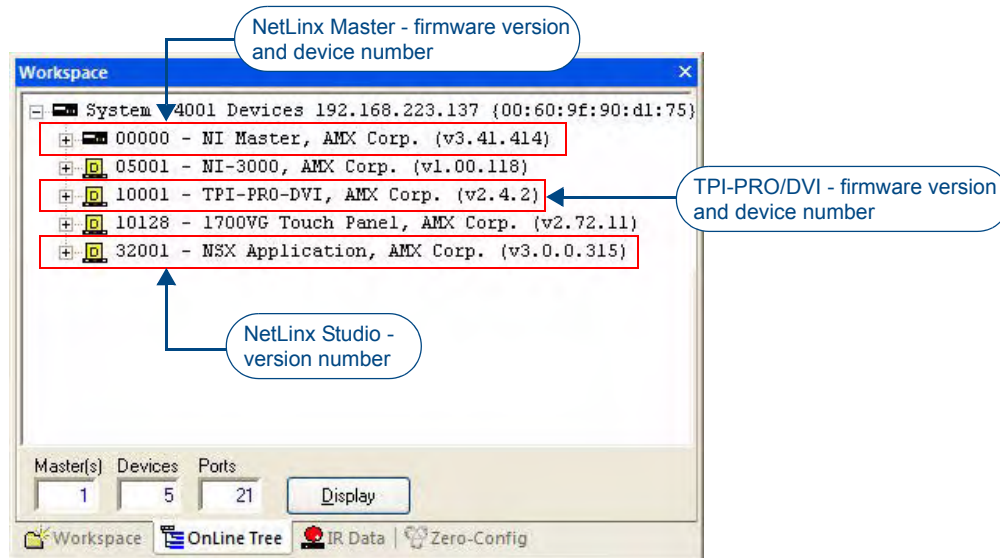 NetLinx Master - firmware version
and device number
Workspace
System 4001 Devices 192.168.223.137 {00:60:9f:90:d1:75}
00000 - NI Master, AMX Corp. (v3.41.414)
05001 - NI-3000, AMX Corp. (v1.00.118)
10001 - TPI-PRO-DVI, AMX Corp. (v2.4.2)
10128 - 1700VG Touch Panel, AMX Corp. (v2.72.11)
32001 - NSX Application, AMX Corp. (v3.0.0.315)
TPI-PRO/DVI - firmware version
and device number
NetLinx Studio -
version number
Master(s) Devices Ports
1 5 21 Display
Workspace OnLine Tree IR Data Zero-Config